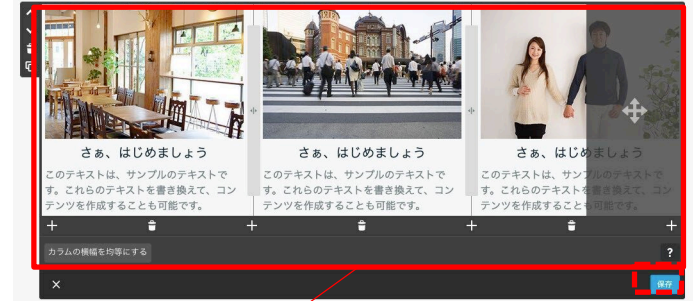 さぁ、はじめましょう さぁ、はじめましょう さぁ、はじめましょう
このテキストは、サンプルのテキストで このテキストは、サンプルのテキストで このテキストは、サンプルのテキストで
す。これらのテキストを書き換えて、コン す。これらのテキストを書き換えて、コン す。これらのテキストを書き換えて、コン
テンツを作成することも可能です。 テンツを作成することも可能です。 テンツを作成することも可能です。
カラムの横幅を均等にする ?
保存